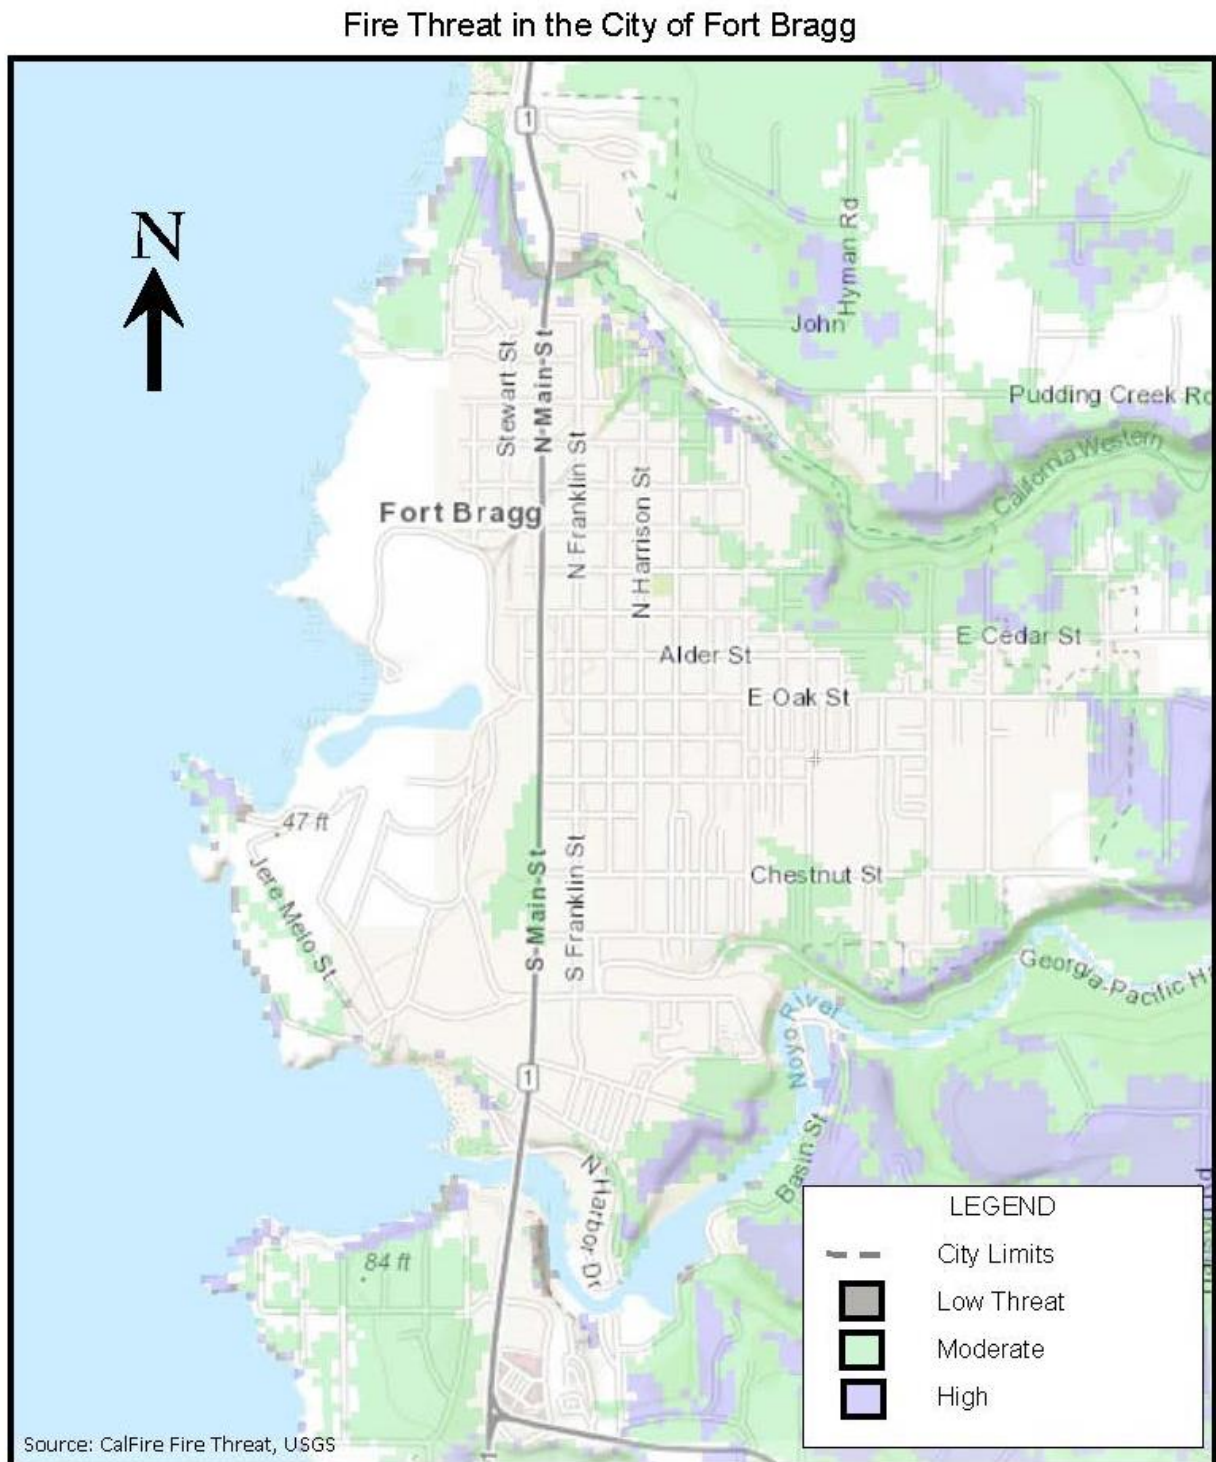 Fire Threat in the City of Fort Bragg
1
N
Hyman Rd
John
Stewart St
N Main St
Pudding Creek Rd
California Western
N Franklin St
N Harrison St
Fort Bragg
E Cedar St
Alder St
E Oak St
47 ft
Jere Melo St
S Main St
S Franklin St
Chestnut St
Georgia-Pacific H
Noyo River
1
Basin St
N Harbor Dr
84 ft
LEGEND
City Limits
Low Threat
Moderate
High
1
Source: CalFire Fire Threat, USGS